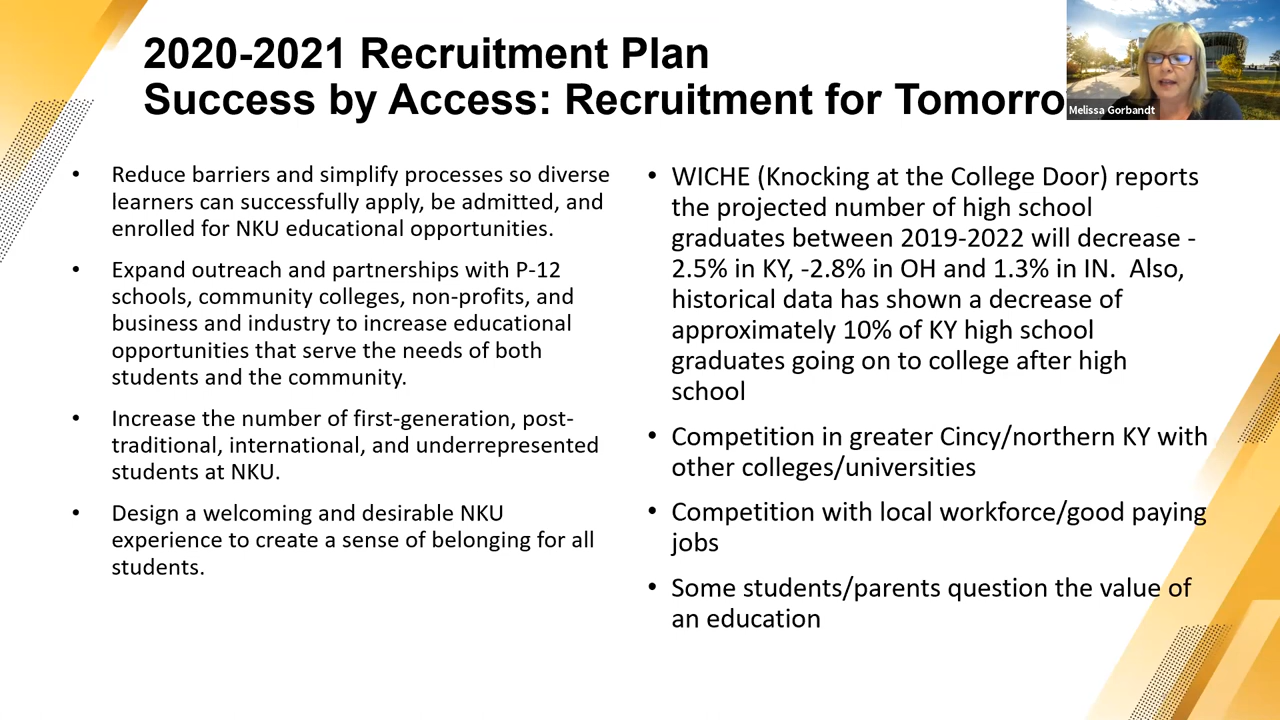 2020-2021 Recruitment Plan
Success by Access: Recruitment for Tomorro
Melissa Gorbandt
• Reduce barriers and simplify processes so diverse
learners can successfully apply, be admitted, and
enrolled for NKU educational opportunities.
• Expand outreach and partnerships with P-12
schools, community colleges, non-profits, and
business and industry to increase educational
opportunities that serve the needs of both
students and the community.
• Increase the number of first-generation, post-
traditional, international, and underrepresented
students at NKU.
• Design a welcoming and desirable NKU
experience to create a sense of belonging for all
students.
• WICHE (Knocking at the College Door) reports
the projected number of high school
graduates between 2019-2022 will decrease -
2.5% in KY, -2.8% in OH and 1.3% in IN.  Also,
historical data has shown a decrease of
approximately 10% of KY high school
graduates going on to college after high
school
• Competition in greater Cincy/northern KY with
other colleges/universities
• Competition with local workforce/good paying
jobs
• Some students/parents question the value of
an education